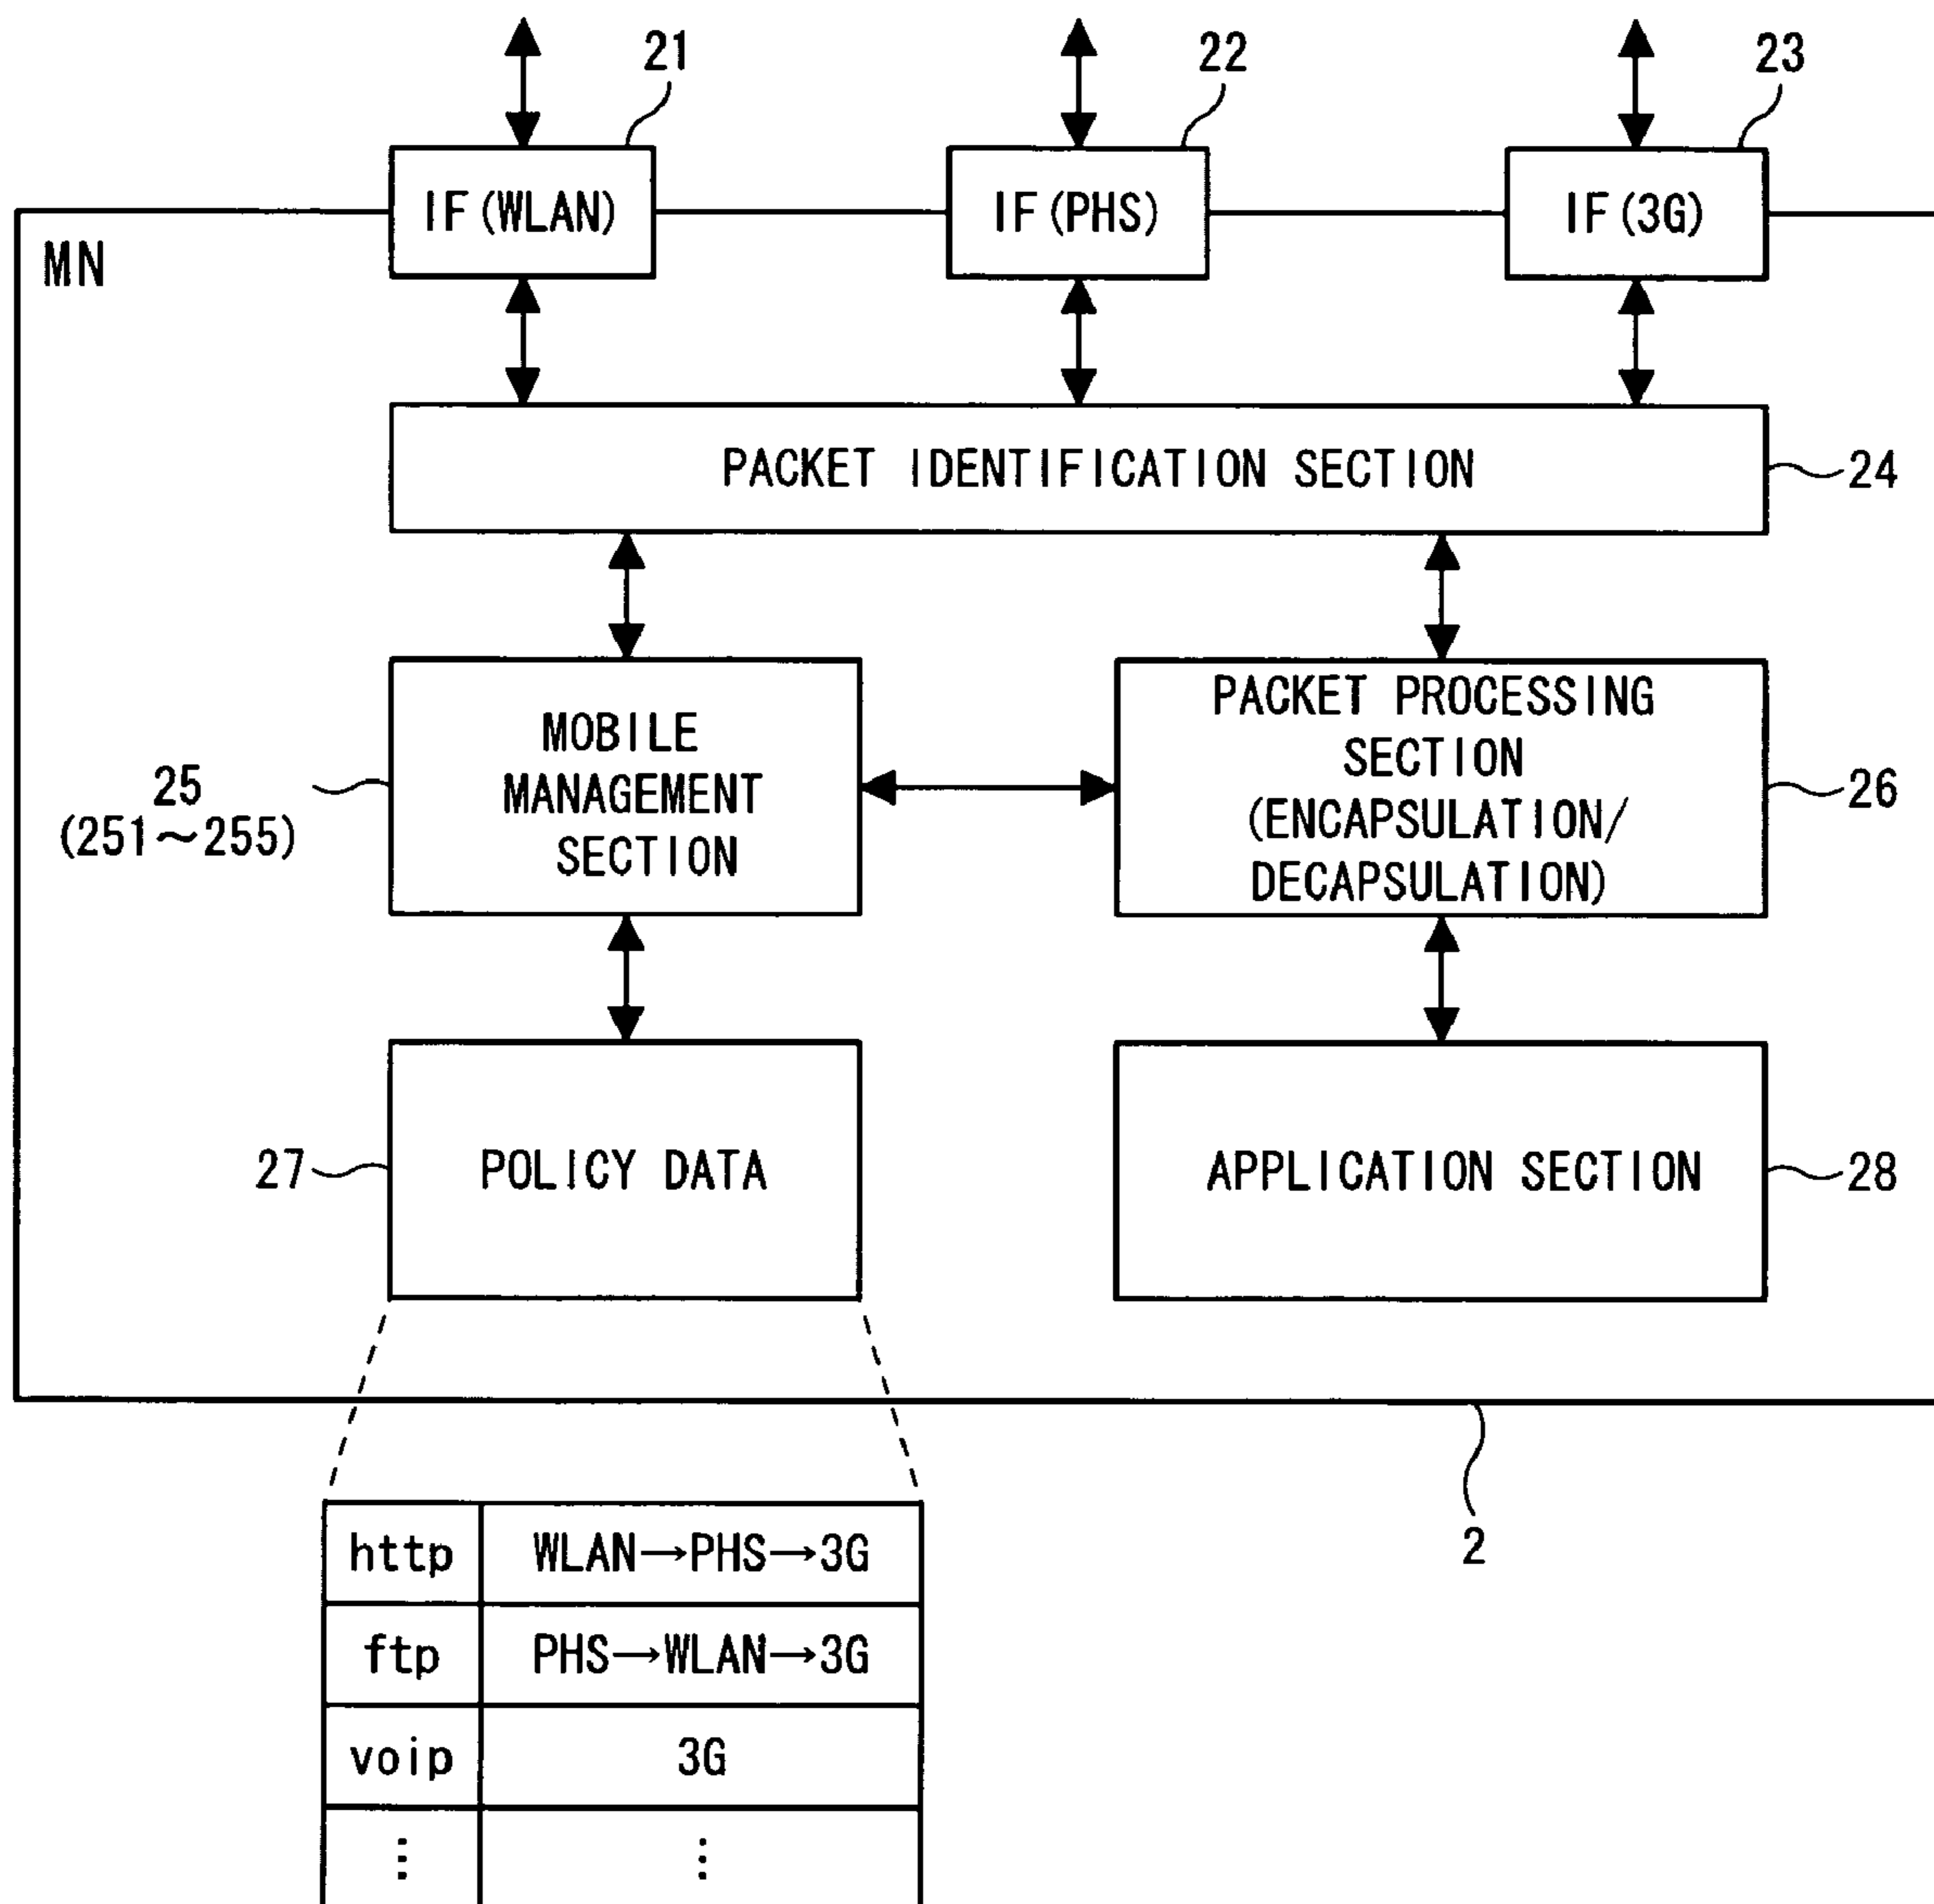 21
22
23
IF(WLAN)
IF(PHS)
IF(3G)
MN
PACKET IDENTIFICATION SECTION
24
MOBILE
MANAGEMENT
SECTION
25
(251～255)
PACKET PROCESSING
SECTION
(ENCAPSULATION/
DECAPSULATION)
26
27
POLICY DATA
APPLICATION SECTION
28
2
http
WLAN→PHS→3G
ftp
PHS→WLAN→3G
voip
3G
⋮
⋮